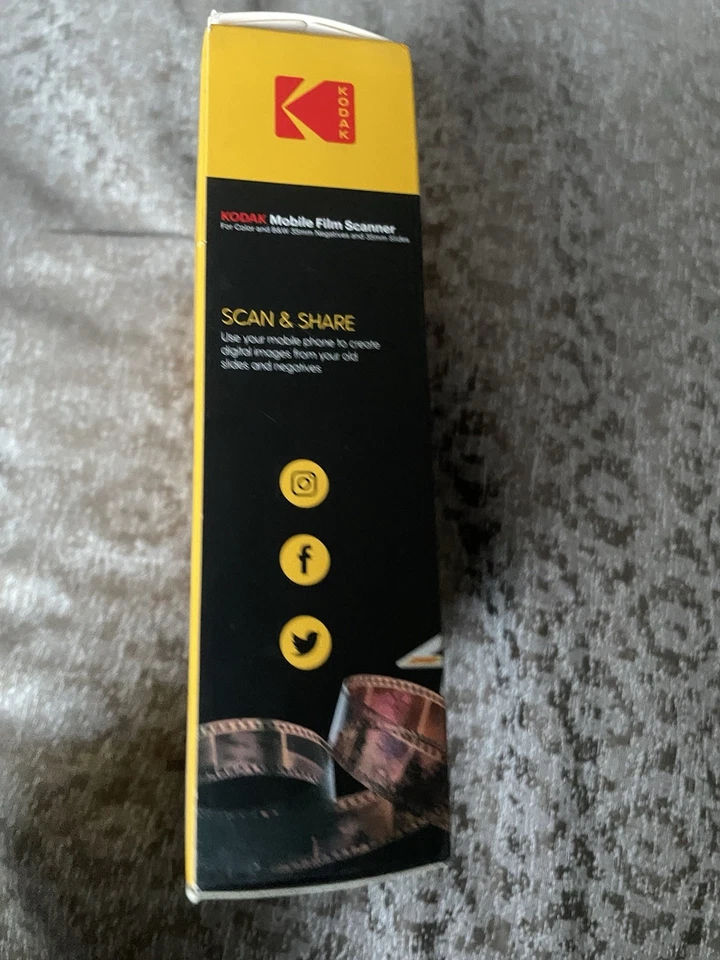 KODAK
KODAK Mobile Film Scanner
For Color and B&W 35mm Negatives and 35mm Slides
SCAN & SHARE
Use your mobile phone to create
digital images from your old
slides and negatives